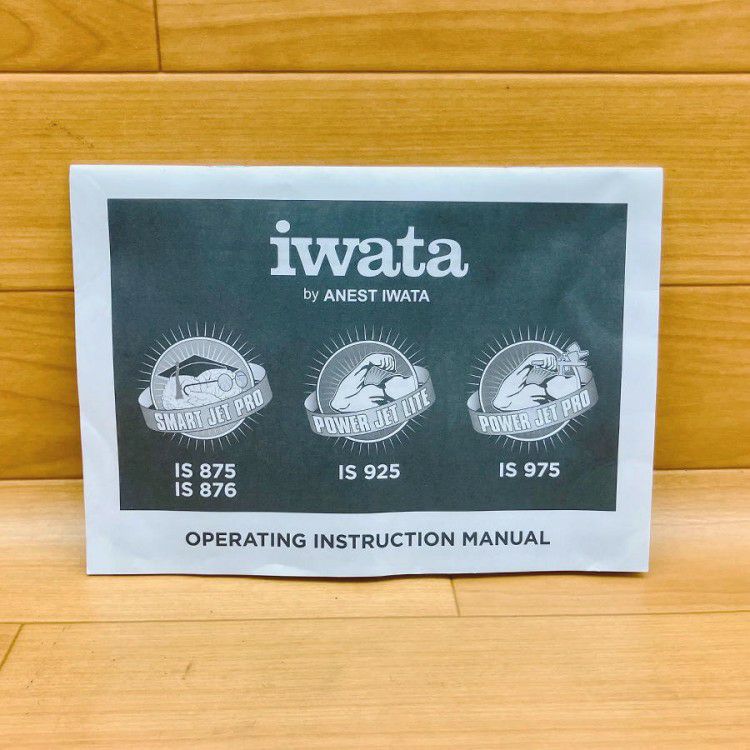 iwata
by ANEST IWATA
SMART JET PRO
POWER JET LITE
POWER JET PRO
IS 875
IS 876
IS 925
IS 975
OPERATING INSTRUCTION MANUAL